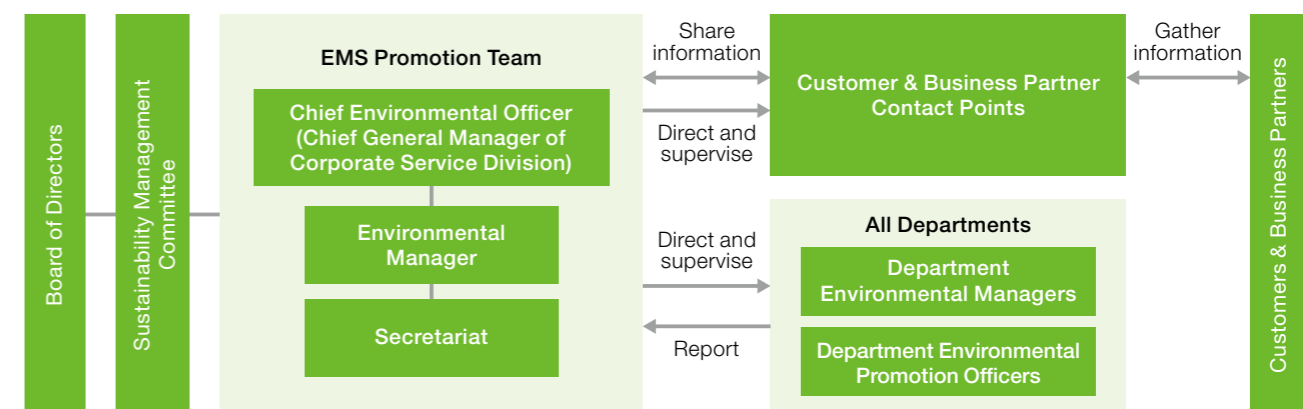 Board of Directors
Sustainability Management
Committee
EMS Promotion Team
Chief Environmental Officer
(Chief General Manager of
Corporate Service Division)
Environmental
Manager
Secretariat
Share
information
Direct and
supervise
Direct and
supervise
Report
Customer & Business Partner
Contact Points
All Departments
Department
Environmental Managers
Department Environmental
Promotion Officers
Gather
information
Customers & Business Partners